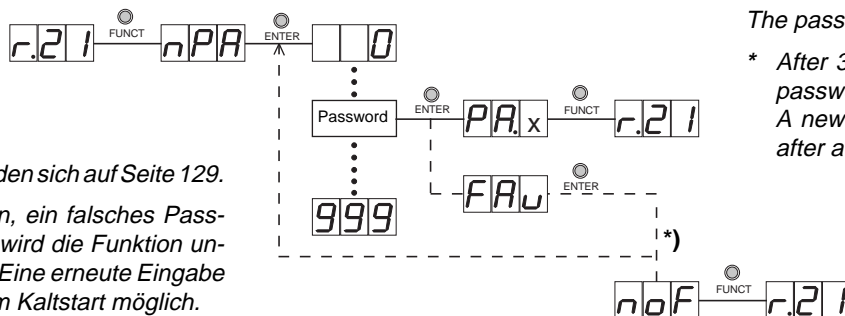 r.21 FUNCT nPA ENTER 0
Password ENTER PA.x FUNCT r.21
FAu ENTER
999
*)
noF FUNCT r.21
den sich auf Seite 129.
n, ein falsches Pass-
wird die Funktion un-
Eine erneute Eingabe
m Kaltstart möglich.
The pass
* After 3
passw
A new
after a